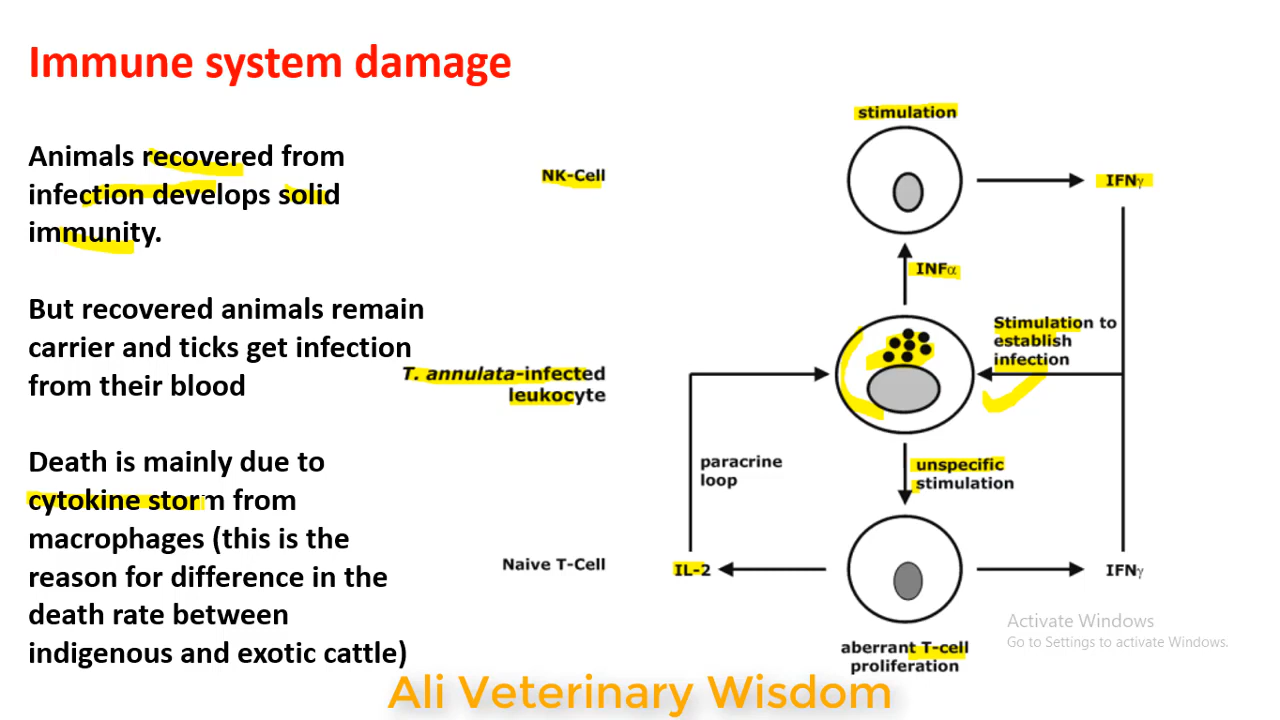 Immune system damage
Animals recovered from
infection develops solid
immunity.
But recovered animals remain
carrier and ticks get infection
from their blood
Death is mainly due to
cytokine storm from
macrophages (this is the
reason for difference in the
death rate between
indigenous and exotic cattle)
stimulation
NK-Cell
IFNγ
INFα
Stimulation to
establish
infection
T. annulata-infected
leukocyte
paracrine
loop
unspecific
stimulation
Naive T-Cell
IL-2
IFNγ
aberrant T-cell
proliferation
Activate Windows
Go to Settings to activate Windows.
Ali Veterinary Wisdom